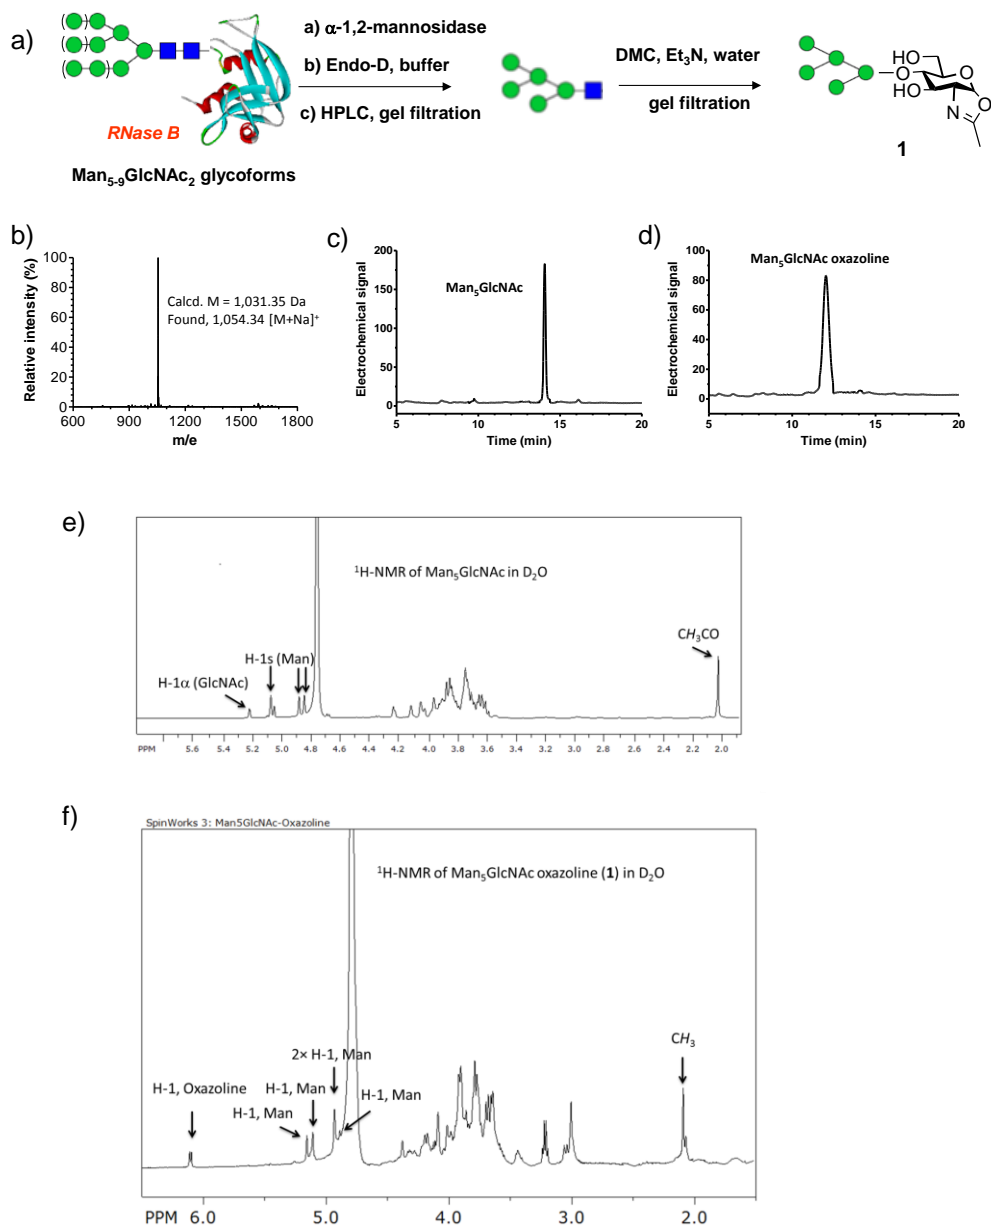 a)
RNase B
Man₅₋₉GlcNAc₂ glycoforms
a) α-1,2-mannosidase
b) Endo-D, buffer
c) HPLC, gel filtration
DMC, Et₃N, water
gel filtration
HO
O
O
HO
N
O
1
b)
Relative intensity (%)
100
80
60
40
20
0
600
900
1200
1500
1800
m/e
Calcd. M = 1,031.35 Da
Found, 1,054.34 [M+Na]⁺
c)
Electrochemical signal
200
150
100
50
0
5
10
15
20
Time (min)
Man₅GlcNAc
d)
Electrochemical signal
100
80
60
40
20
0
5
10
15
20
Time (min)
Man₅GlcNAc oxazoline
e)
¹H-NMR of Man₅GlcNAc in D₂O
CH₃CO
H-1s (Man)
H-1α (GlcNAc)
PPM 5.6 5.4 5.2 5.0 4.8 4.6 4.4 4.2 4.0 3.8 3.6 3.4 3.2 3.0 2.8 2.6 2.4 2.2 2.0
f)
SpinWorks 3: Man5GlcNAc-Oxazoline
¹H-NMR of Man₅GlcNAc oxazoline (1) in D₂O
CH₃
2× H-1, Man
H-1, Oxazoline
H-1, Man
H-1, Man
H-1, Man
PPM 6.0 5.0 4.0 3.0 2.0